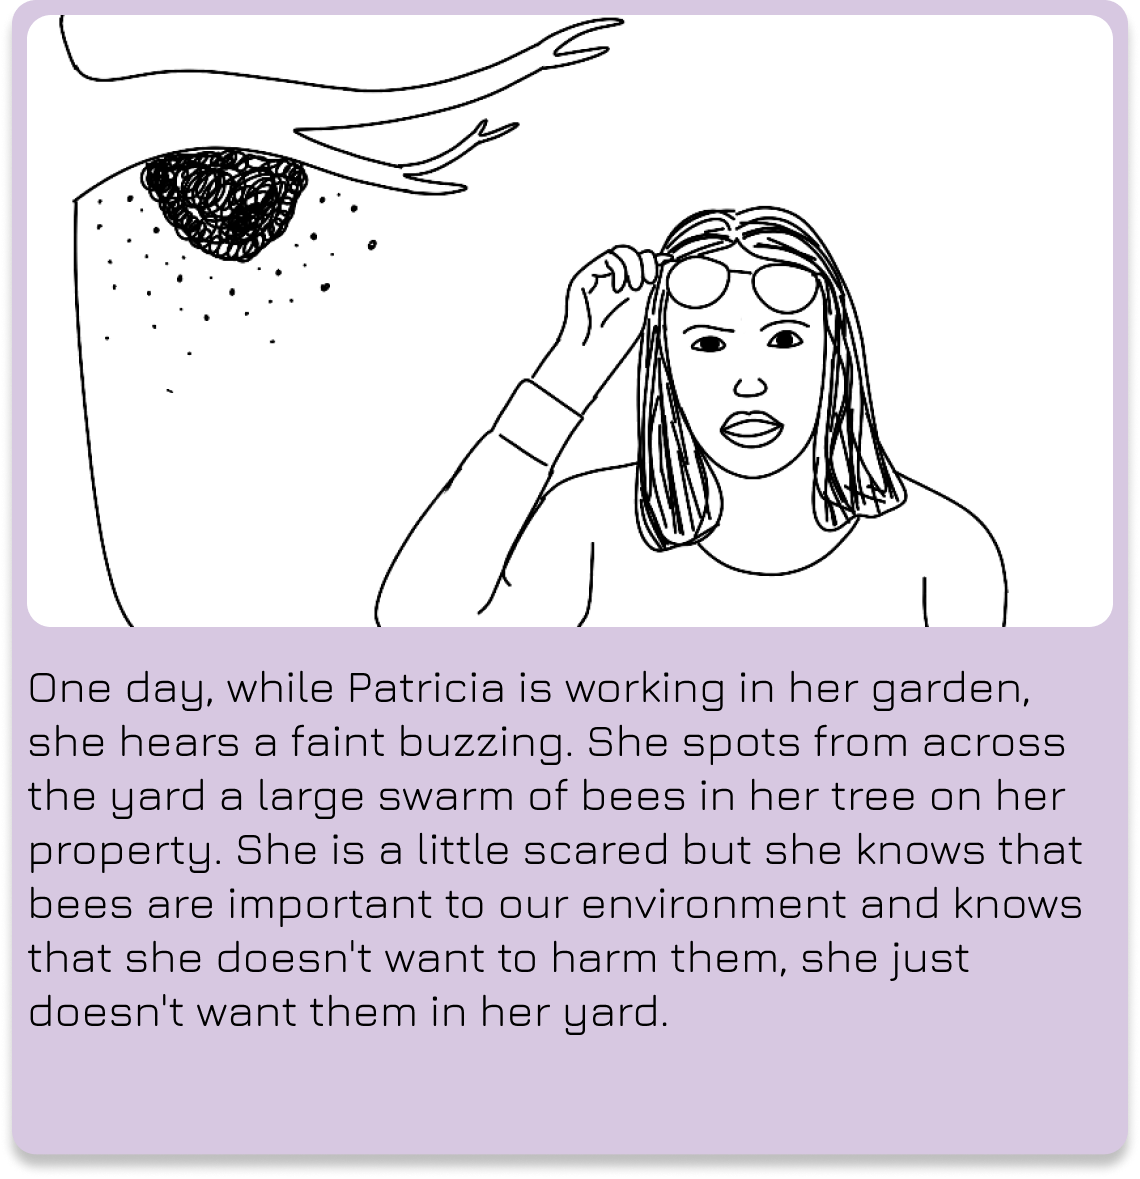 One day, while Patricia is working in her garden,
she hears a faint buzzing. She spots from across
the yard a large swarm of bees in her tree on her
property. She is a little scared but she knows that
bees are important to our environment and knows
that she doesn't want to harm them, she just
doesn't want them in her yard.